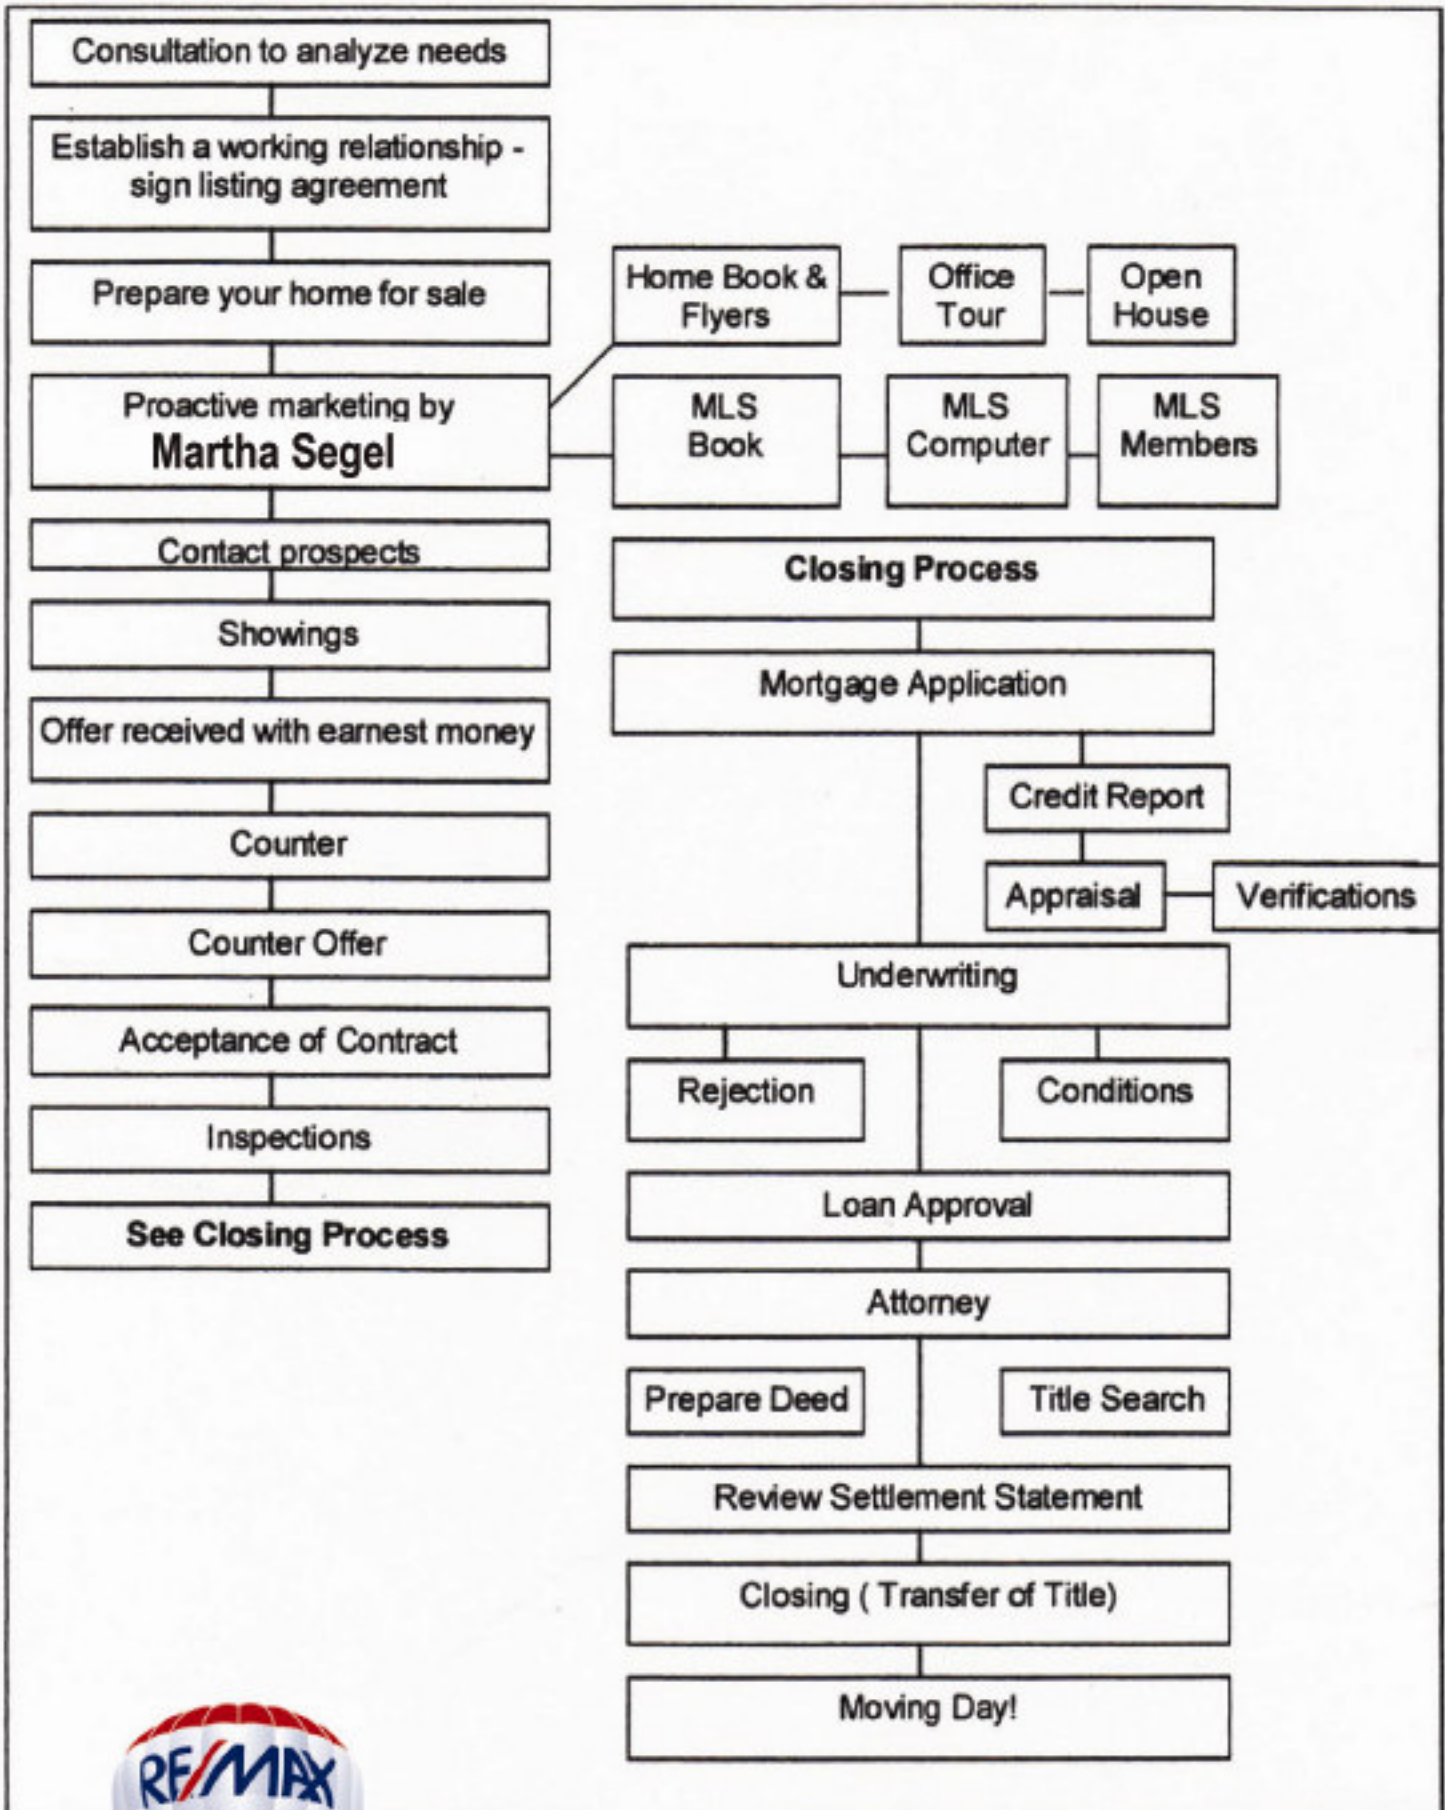 Consultation to analyze needs
Establish a working relationship -
sign listing agreement
Prepare your home for sale
Proactive marketing by
Martha Segel
Home Book &
Flyers
Office
Tour
Open
House
MLS
Book
MLS
Computer
MLS
Members
Contact prospects
Showings
Offer received with earnest money
Counter
Counter Offer
Acceptance of Contract
Inspections
See Closing Process
Closing Process
Mortgage Application
Credit Report
Appraisal
Verifications
Underwriting
Rejection
Conditions
Loan Approval
Attorney
Prepare Deed
Title Search
Review Settlement Statement
Closing ( Transfer of Title)
Moving Day!
RE/MAX